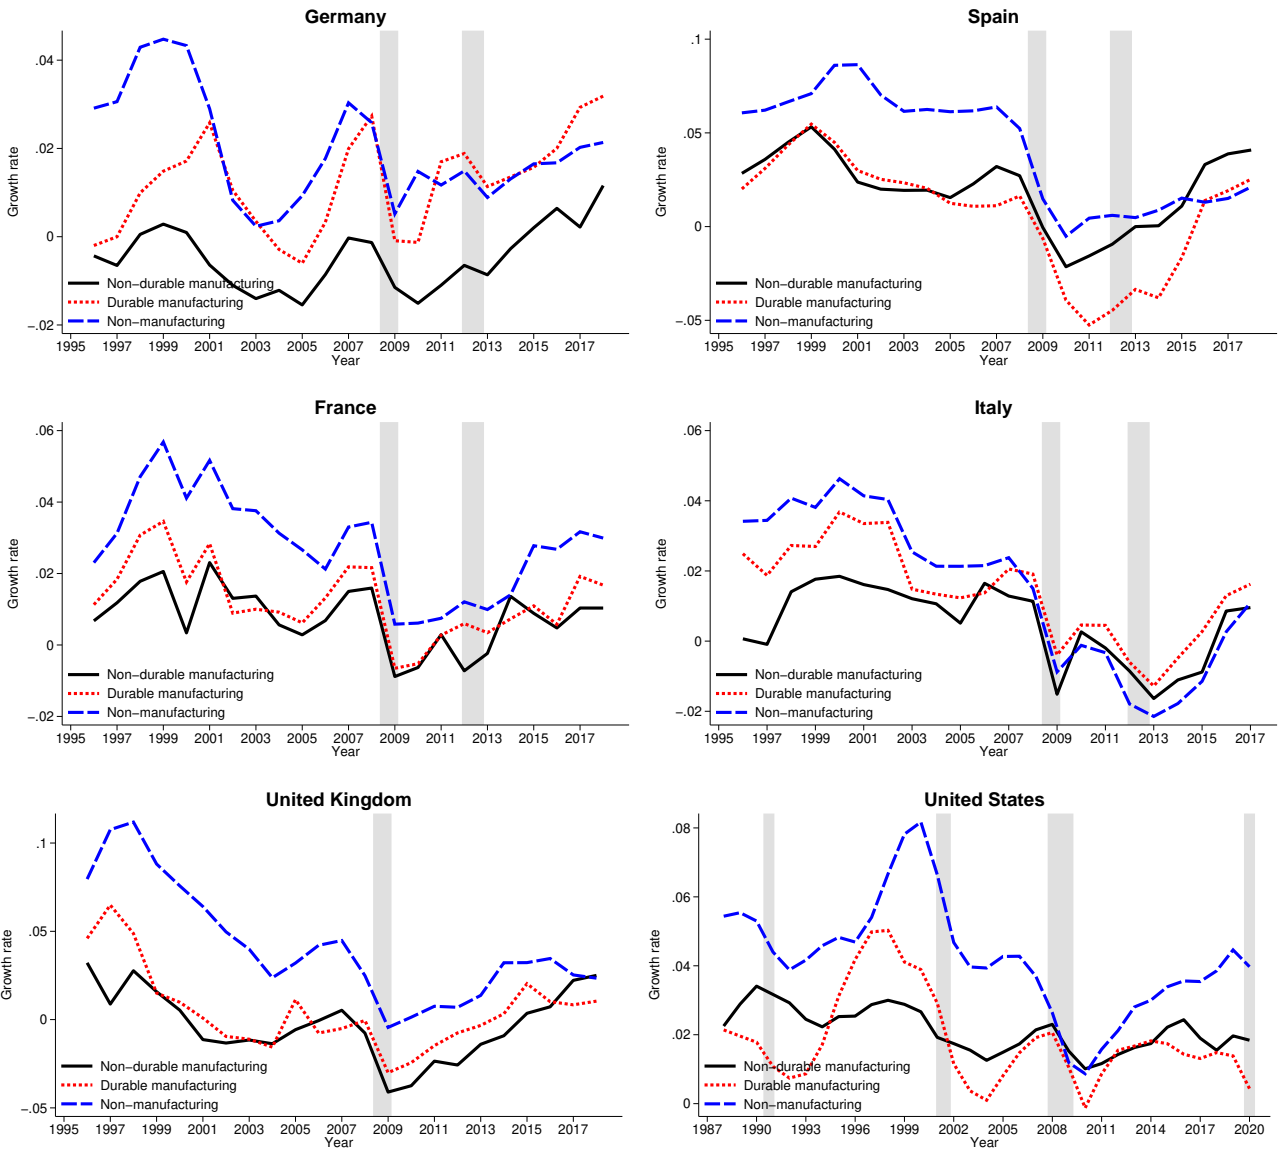 Germany
Growth rate
.04
.02
0
−.02
Non−durable manufacturing
Durable manufacturing
Non−manufacturing
1995 1997 1999 2001 2003 2005 2007 2009 2011 2013 2015 2017
Year
Spain
Growth rate
.1
.05
0
−.05
Non−durable manufacturing
Durable manufacturing
Non−manufacturing
1995 1997 1999 2001 2003 2005 2007 2009 2011 2013 2015 2017
Year
France
Growth rate
.06
.04
.02
0
−.02
Non−durable manufacturing
Durable manufacturing
Non−manufacturing
1995 1997 1999 2001 2003 2005 2007 2009 2011 2013 2015 2017
Year
Italy
Growth rate
.06
.04
.02
0
−.02
Non−durable manufacturing
Durable manufacturing
Non−manufacturing
1995 1997 1999 2001 2003 2005 2007 2009 2011 2013 2015 2017
Year
United Kingdom
Growth rate
.1
.05
0
−.05
Non−durable manufacturing
Durable manufacturing
Non−manufacturing
1995 1997 1999 2001 2003 2005 2007 2009 2011 2013 2015 2017
Year
United States
Growth rate
.08
.06
.04
.02
0
Non−durable manufacturing
Durable manufacturing
Non−manufacturing
1987 1990 1993 1996 1999 2002 2005 2008 2011 2014 2017 2020
Year